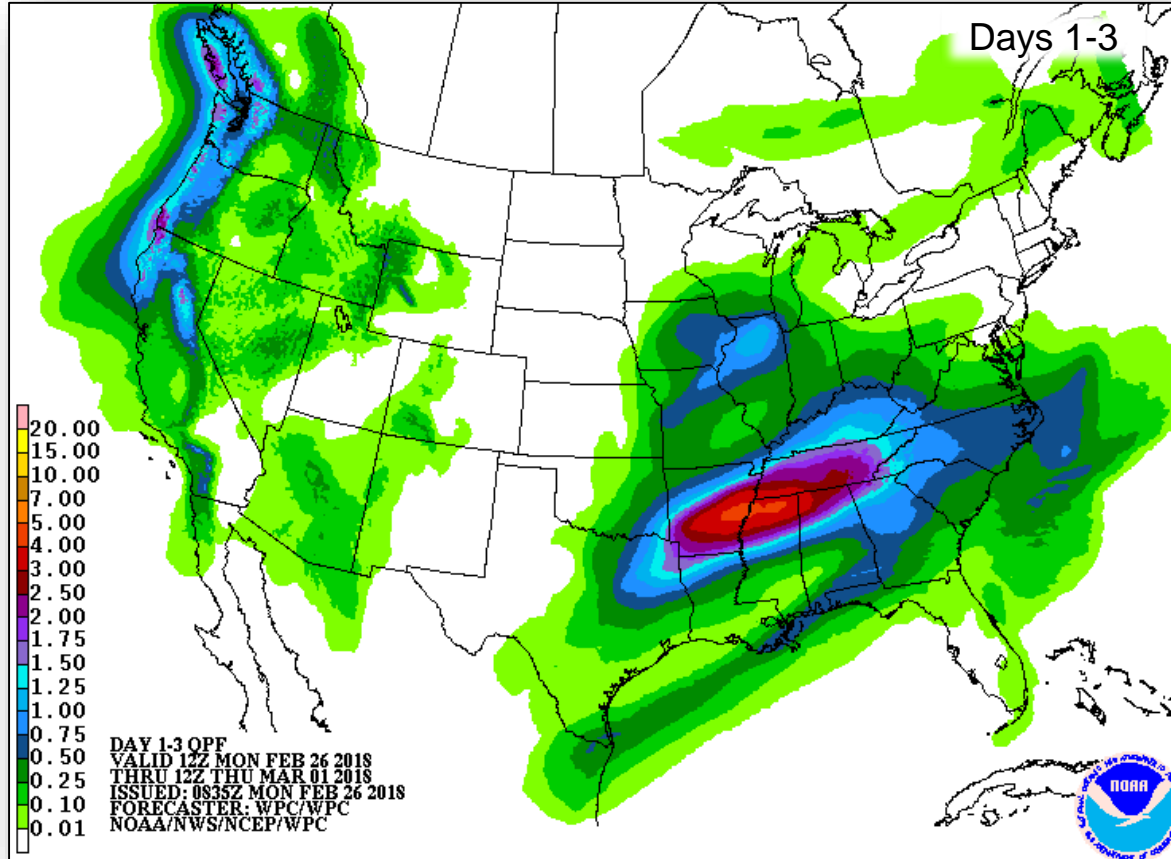 Days 1-3
20.00
15.00
10.00
7.00
5.00
4.00
3.00
2.50
2.00
1.75
1.50
1.25
1.00
0.75
0.50
0.25
0.10
0.01
DAY 1-3 QPF
VALID 12Z MON FEB 26 2018
THRU 12Z THU MAR 01 2018
ISSUED: 0835Z MON FEB 26 2018
FORECASTER: WPC/WPC
NOAA/NWS/NCEP/WPC
NOAA